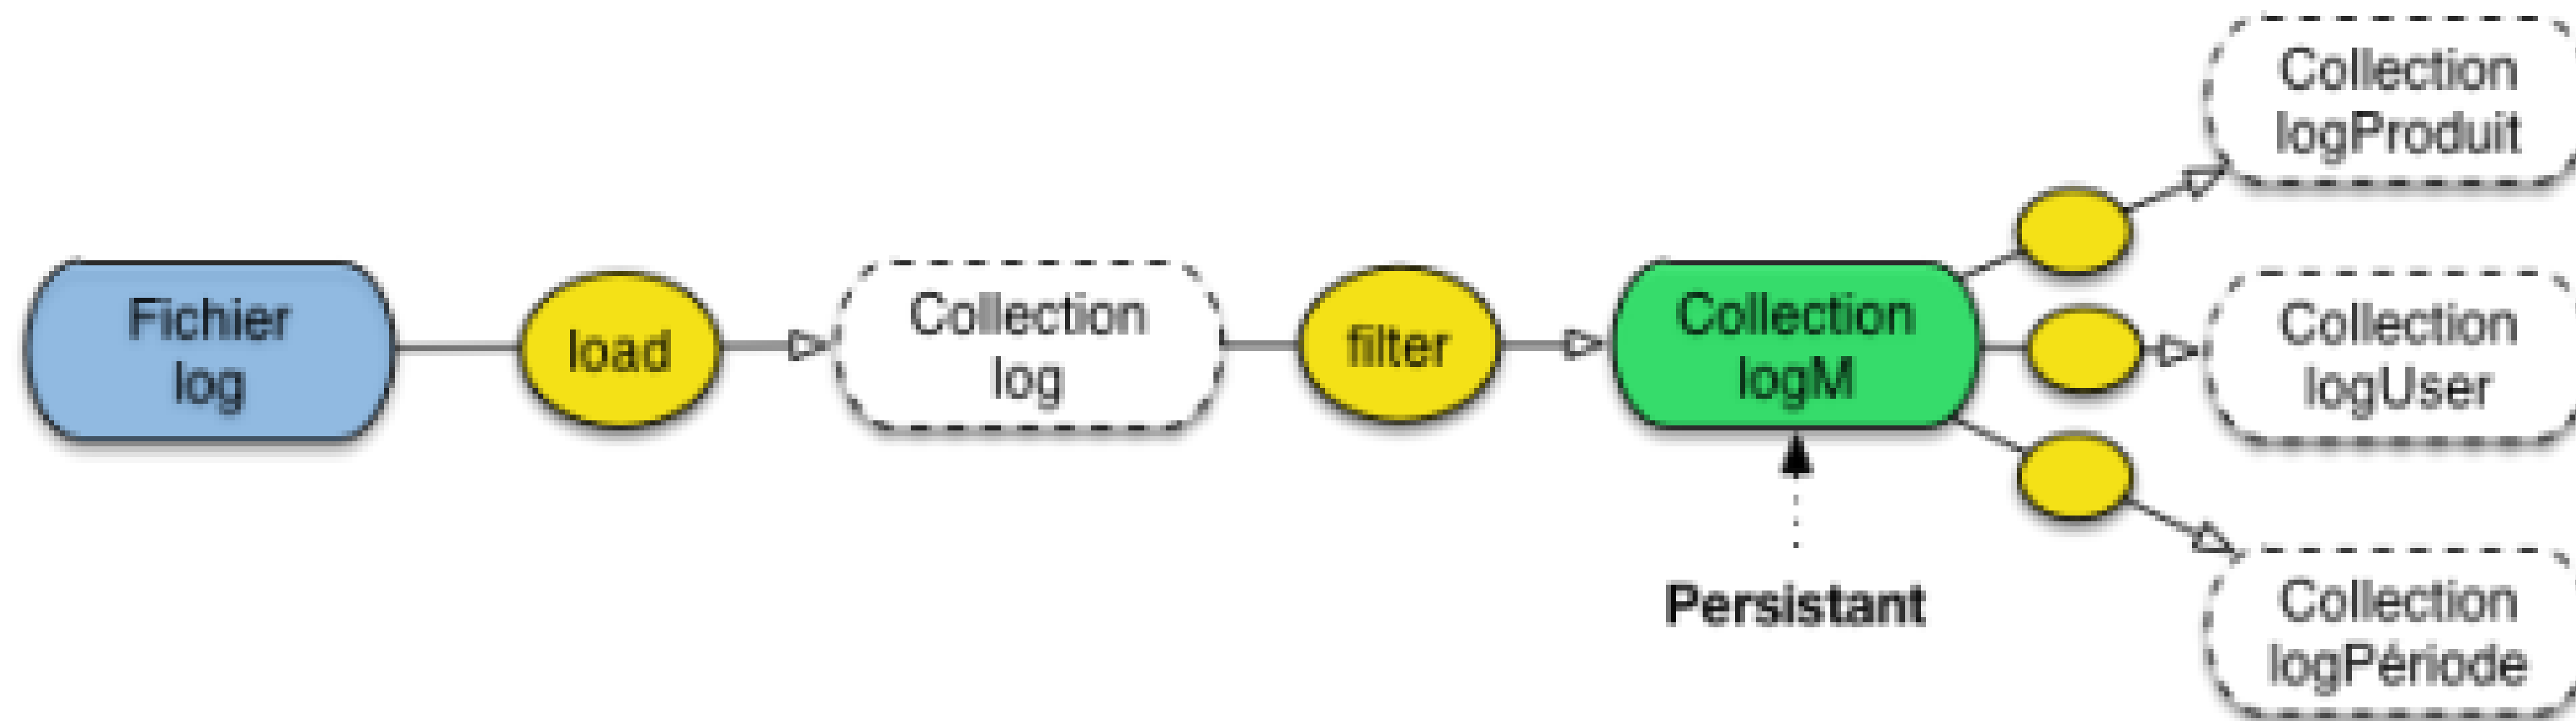 Fichier
log
load
Collection
log
filter
Collection
logM
Persistant
Collection
logProduit
Collection
logUser
Collection
logPériode